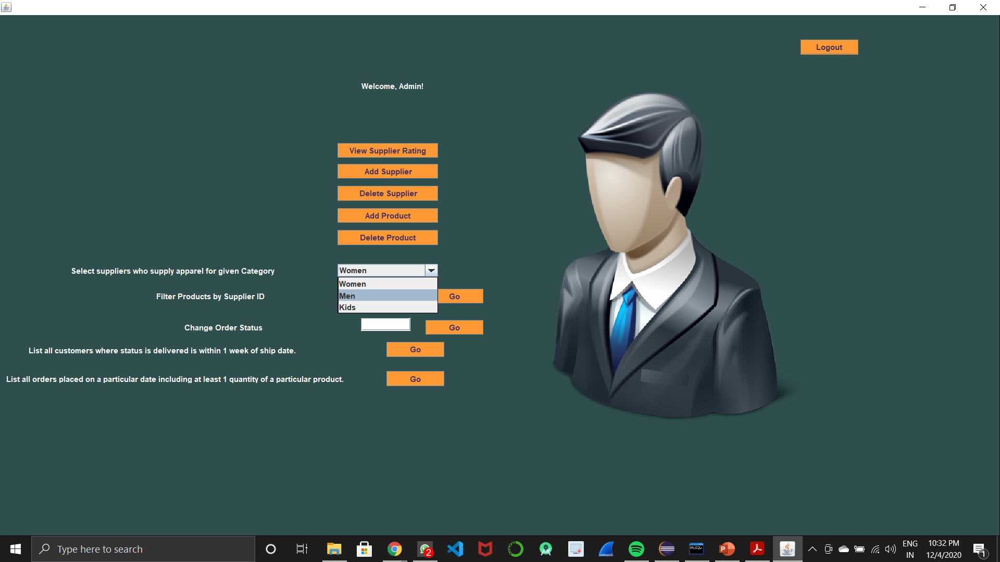 Logout
Welcome, Admin!
View Supplier Rating
Add Supplier
Delete Supplier
Add Product
Delete Product
Select suppliers who supply apparel for given Category
Women
Women
Men
Kids
Filter Products by Supplier ID
Go
Change Order Status
Go
List all customers where status is delivered is within 1 week of ship date.
Go
List all orders placed on a particular date including at least 1 quantity of a particular product.
Go
Type here to search
2
MySQL
P
ENG
IN
10:32 PM
12/4/2020
1